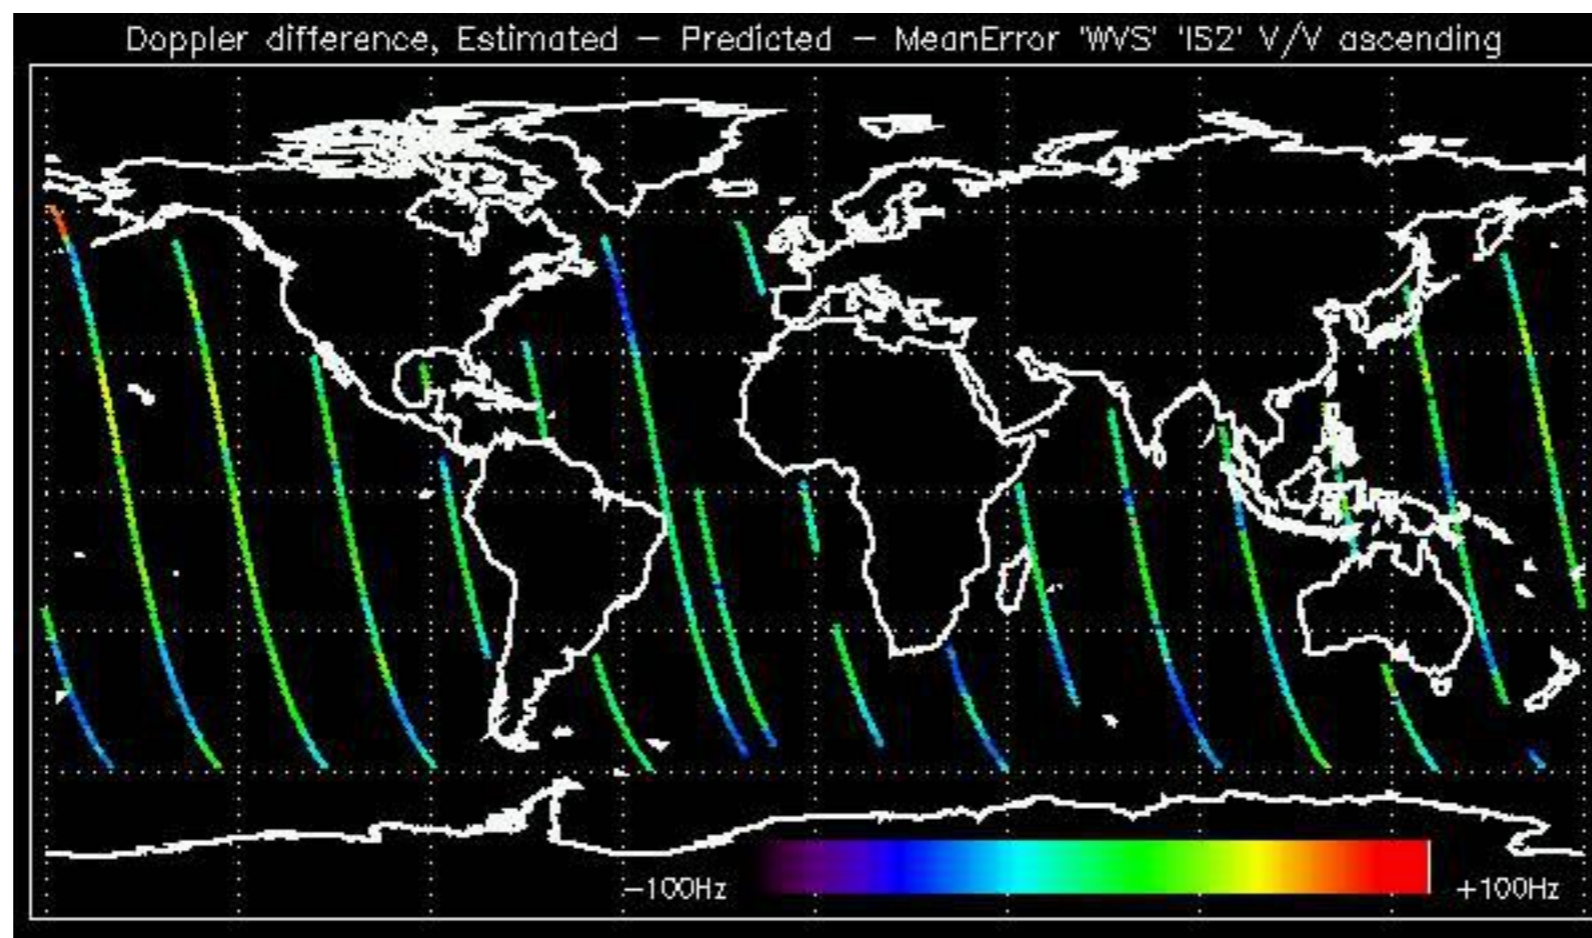 Doppler difference, Estimated – Predicted – MeanError 'WVS' 'IS2' V/V ascending
–100Hz
+100Hz